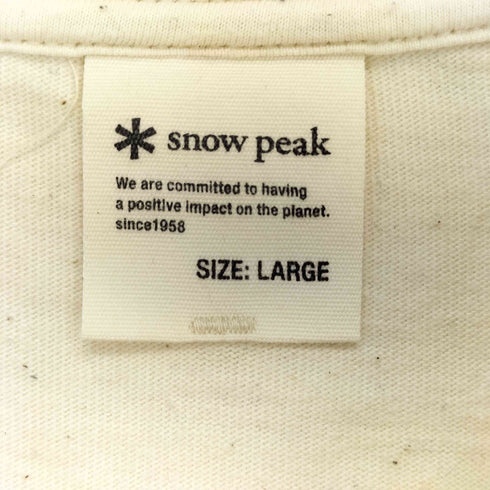 snow peak
We are committed to having
a positive impact on the planet.
since1958
SIZE: LARGE